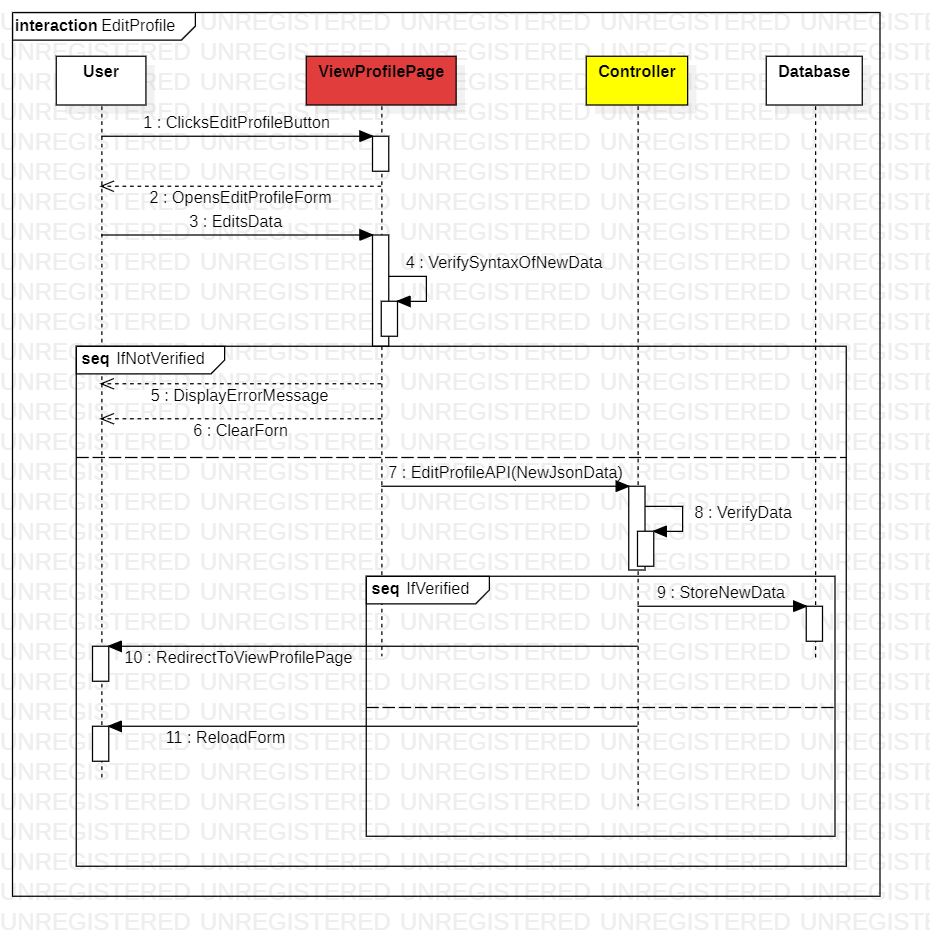 interaction EditProfile
User
ViewProfilePage
Controller
Database
1 : ClicksEditProfileButton
2 : OpensEditProfileForm
3 : EditsData
4 : VerifySyntaxOfNewData
seq IfNotVerified
5 : DisplayErrorMessage
6 : ClearForn
7 : EditProfileAPI(NewJsonData)
8 : VerifyData
seq IfVerified
9 : StoreNewData
10 : RedirectToViewProfilePage
11 : ReloadForm
UNREGISTERED